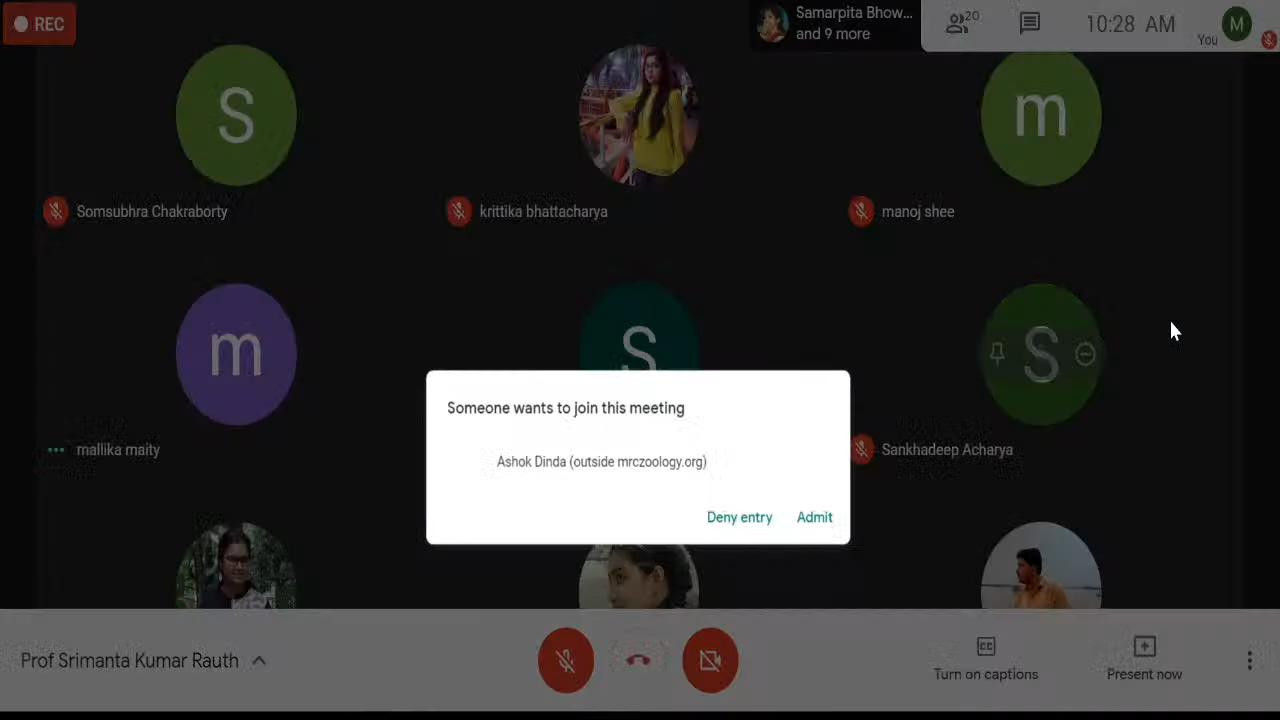 REC
Samarpita Bhow...
and 9 more
20
10:28 AM
You
M
S
m
Somsubhra Chakraborty
krittika bhattacharya
manoj shee
m
S
S
mallika maity
Sankhadeep Acharya
Someone wants to join this meeting
Ashok Dinda (outside mrczoology.org)
Deny entry
Admit
Prof Srimanta Kumar Rauth
CC
Turn on captions
Present now